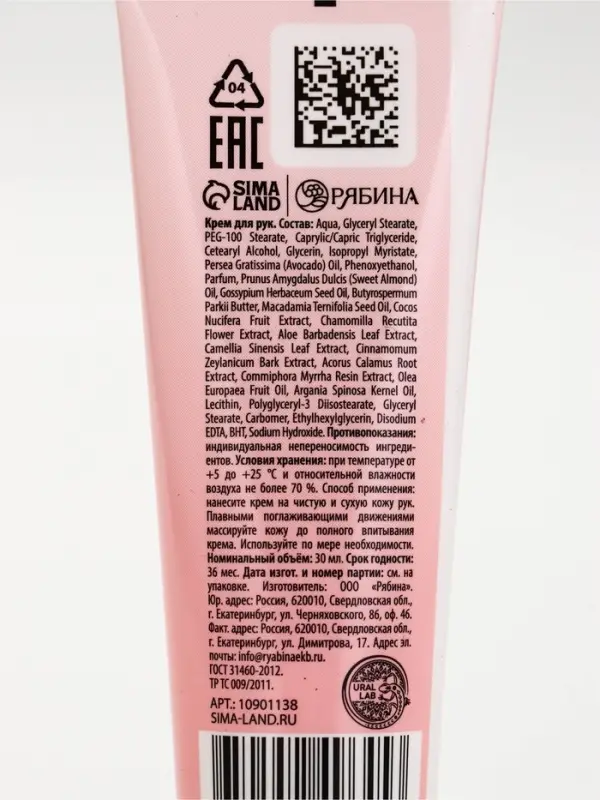 04
EAC
SIMA
LAND
РЯБИНА
Крем для рук. Состав: Aqua, Glyceryl Stearate,
PEG-100 Stearate, Caprylic/Capric Triglyceride,
Cetearyl Alcohol, Glycerin, Isopropyl Myristate,
Persea Gratissima (Avocado) Oil, Phenoxyethanol,
Parfum, Prunus Amygdalus Dulcis (Sweet Almond)
Oil, Gossypium Herbaceum Seed Oil, Butyrospermum
Parkii Butter, Macadamia Ternifolia Seed Oil, Cocos
Nucifera Fruit Extract, Chamomilla Recutita
Flower Extract, Aloe Barbadensis Leaf Extract,
Camellia Sinensis Leaf Extract, Cinnamomum
Zeylanicum Bark Extract, Acorus Calamus Root
Extract, Commiphora Myrrha Resin Extract, Olea
Europaea Fruit Oil, Argania Spinosa Kernel Oil,
Lecithin, Polyglyceryl-3 Diisostearate, Glyceryl
Stearate, Carbomer, Ethylhexylglycerin, Disodium
EDTA, BHT, Sodium Hydroxide. Противопоказания:
индивидуальная непереносимость ингреди-
ентов. Условия хранения: при температуре от
+5 до +25 °C и относительной влажности
воздуха не более 70 %. Способ применения:
нанесите крем на чистую и сухую кожу рук.
Плавными поглаживающими движениями
массируйте кожу до полного впитывания
крема. Используйте по мере необходимости.
Номинальный объём: 30 мл. Срок годности:
36 мес. Дата изгот. и номер партии: см. на
упаковке. Изготовитель: ООО «Рябина».
Юр. адрес: Россия, 620010, Свердловская обл.,
г. Екатеринбург, ул. Черняховского, 86, оф. 46.
Факт. адрес: Россия, 620010, Свердловская обл.,
г. Екатеринбург, ул. Димитрова, 17. Адрес эл.
почты: info@ryabinaekb.ru.
ГОСТ 31460-2012.
ТР ТС 009/2011.
URAL
LAB
АРТ.: 10901138
SIMA-LAND.RU